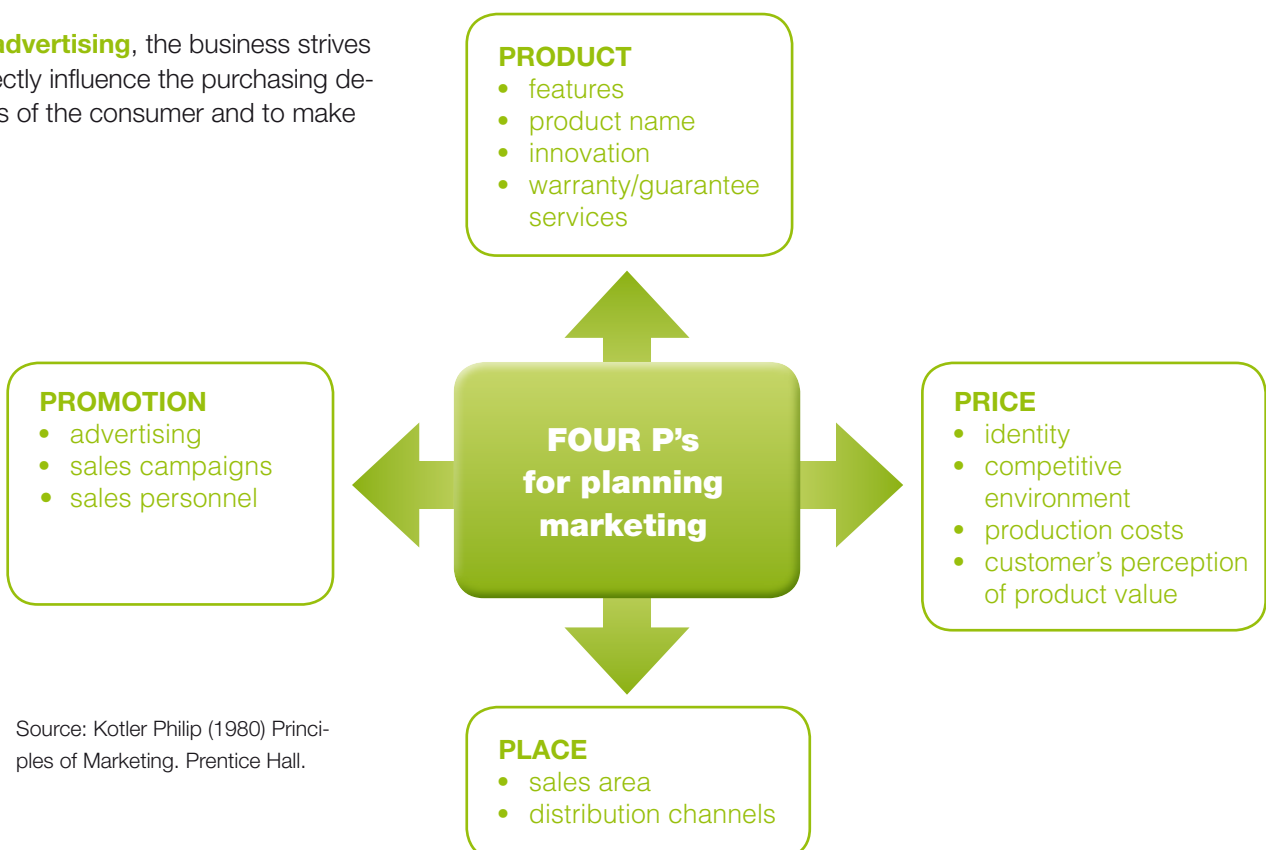 advertising, the business strives
ectly influence the purchasing de-
s of the consumer and to make
PRODUCT
• features
• product name
• innovation
• warranty/guarantee
services
PROMOTION
• advertising
• sales campaigns
• sales personnel
FOUR P's
for planning
marketing
PRICE
• identity
• competitive
environment
• production costs
• customer's perception
of product value
Source: Kotler Philip (1980) Princi-
ples of Marketing. Prentice Hall.
PLACE
• sales area
• distribution channels